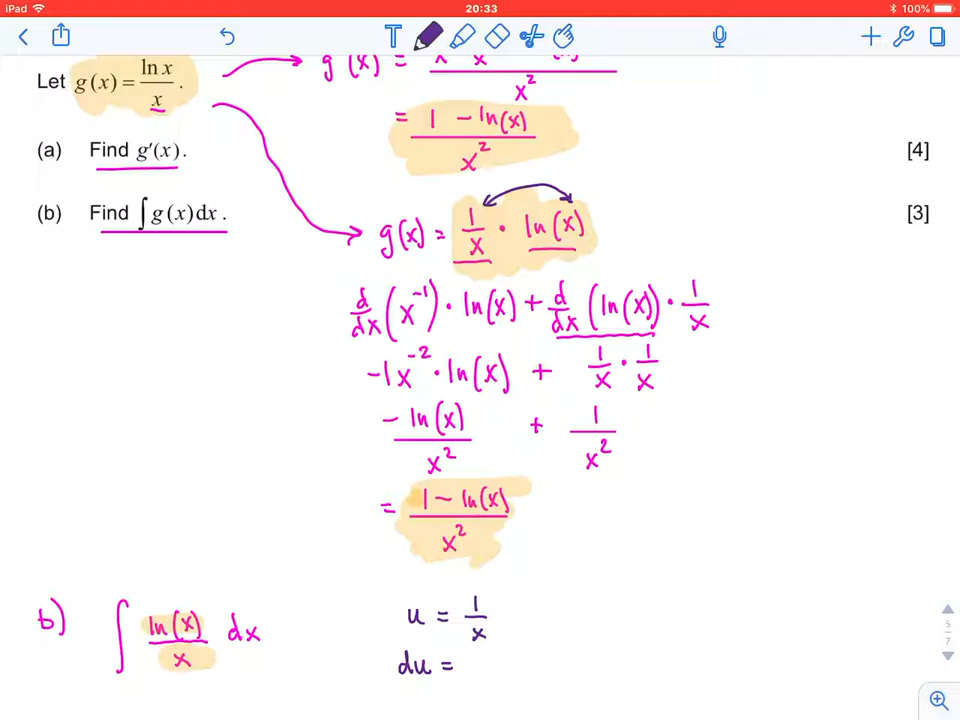 iPad 20:33 100%
Let g(x) = ln x / x .
= 1 - ln(x) / x²
(a) Find g′(x). [4]
(b) Find ∫ g(x) dx . [3]
g(x) = 1/x · ln(x)
d/dx (x⁻¹) · ln(x) + d/dx (ln(x)) · 1/x
-1x⁻² · ln(x) + 1/x · 1/x
-ln(x)/x² + 1/x²
= 1 - ln(x) / x²
b) ∫ ln(x)/x dx
u = 1/x
du =
5
7